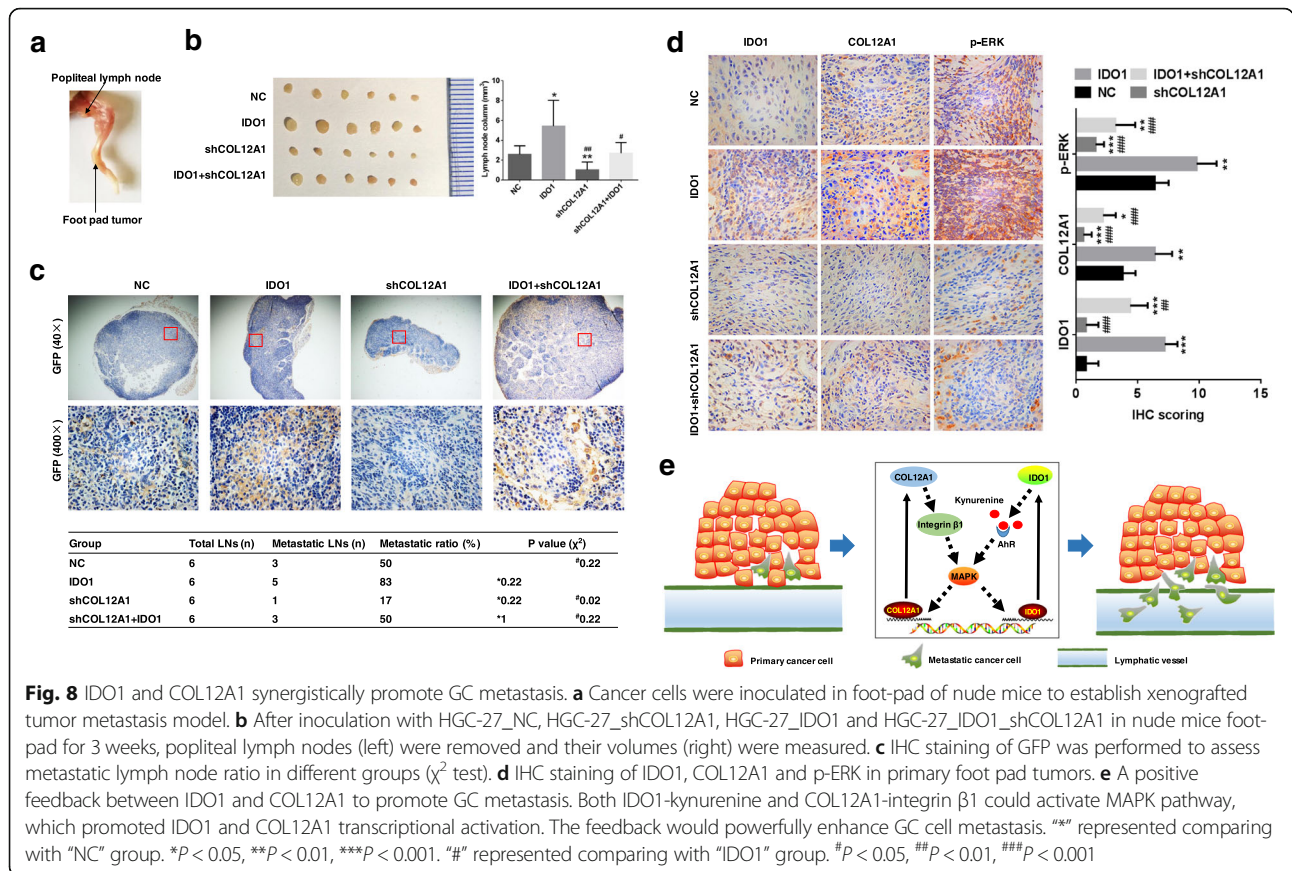 a
Popliteal lymph node
Foot pad tumor
b
NC
IDO1
shCOL12A1
IDO1+shCOL12A1
Lymph node column (mm³)
8
6
4
2
0
*
##
**
#
NC
IDO1
shCOL12A1
shCOL12A1+IDO1
c
NC IDO1 shCOL12A1 IDO1+shCOL12A1
GFP (40×)
GFP (400×)
Group Total LNs (n) Metastatic LNs (n) Metastatic ratio (%) P value (χ²)
NC 6 3 50 #0.22
IDO1 6 5 83 *0.22
shCOL12A1 6 1 17 *0.22 #0.02
shCOL12A1+IDO1 6 3 50 *1 #0.22
d
IDO1 COL12A1 p-ERK
NC
IDO1
shCOL12A1
IDO1+shCOL12A1
IDO1 IDO1+shCOL12A1
NC shCOL12A1
p-ERK
** ###
*** ###
**
COL12A1
* ###
*** ###
**
IDO1
*** ##
###
***
0 5 10 15
IHC scoring
e
COL12A1
IDO1
Kynurenine
Integrin β1
AhR
MAPK
COL12A1
IDO1
Primary cancer cell
Metastatic cancer cell
Lymphatic vessel
Fig. 8 IDO1 and COL12A1 synergistically promote GC metastasis. a Cancer cells were inoculated in foot-pad of nude mice to establish xenografted
tumor metastasis model. b After inoculation with HGC-27_NC, HGC-27_shCOL12A1, HGC-27_IDO1 and HGC-27_IDO1_shCOL12A1 in nude mice foot-
pad for 3 weeks, popliteal lymph nodes (left) were removed and their volumes (right) were measured. c IHC staining of GFP was performed to assess
metastatic lymph node ratio in different groups (χ² test). d IHC staining of IDO1, COL12A1 and p-ERK in primary foot pad tumors. e A positive
feedback between IDO1 and COL12A1 to promote GC metastasis. Both IDO1-kynurenine and COL12A1-integrin β1 could activate MAPK pathway,
which promoted IDO1 and COL12A1 transcriptional activation. The feedback would powerfully enhance GC cell metastasis. “*” represented comparing
with “NC” group. *P < 0.05, **P < 0.01, ***P < 0.001. “#” represented comparing with “IDO1” group. #P < 0.05, ##P < 0.01, ###P < 0.001